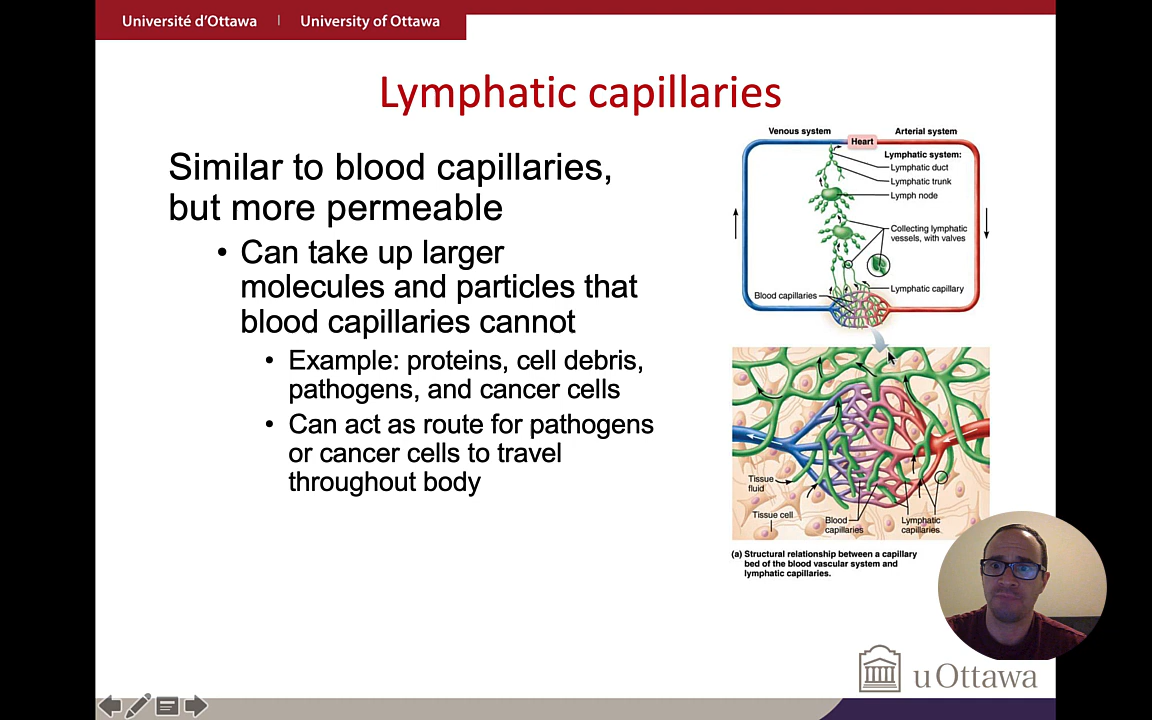 Université d'Ottawa | University of Ottawa
Lymphatic capillaries
Similar to blood capillaries,
but more permeable
• Can take up larger
molecules and particles that
blood capillaries cannot
• Example: proteins, cell debris,
pathogens, and cancer cells
• Can act as route for pathogens
or cancer cells to travel
throughout body
Venous system
Heart
Arterial system
Lymphatic system:
Lymphatic duct
Lymphatic trunk
Lymph node
Collecting lymphatic
vessels, with valves
Lymphatic capillary
Blood capillaries
Tissue
fluid
Tissue cell
Blood
capillaries
Lymphatic
capillaries
(a) Structural relationship between a capillary
bed of the blood vascular system and
lymphatic capillaries.
uOttawa